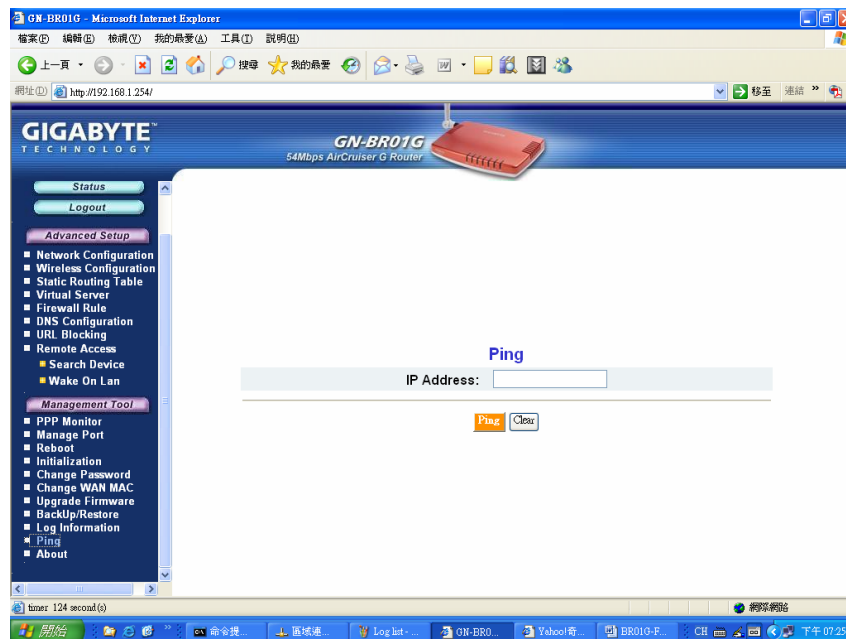 GN-BR01G - Microsoft Internet Explorer
檔案(F) 編輯(E) 檢視(V) 我的最愛(A) 工具(T) 說明(H)
上一頁 搜尋 我的最愛
網址(D) http://192.168.1.254/ 移至 連結 »
GIGABYTE™
TECHNOLOGY
GN-BR01G
54Mbps AirCruiser G Router
Status
Logout
Advanced Setup
Network Configuration
Wireless Configuration
Static Routing Table
Virtual Server
Firewall Rule
DNS Configuration
URL Blocking
Remote Access
Search Device
Wake On Lan
Management Tool
PPP Monitor
Manage Port
Reboot
Initialization
Change Password
Change WAN MAC
Upgrade Firmware
BackUp/Restore
Log Information
Ping
About
Ping
IP Address:
Ping Clear
timer 124 second(s) 網際網路
開始 » 命令提... 區域連... Log list - ... GN-BR0... Yahoo!奇... BR01G-F... CH 下午 07:25